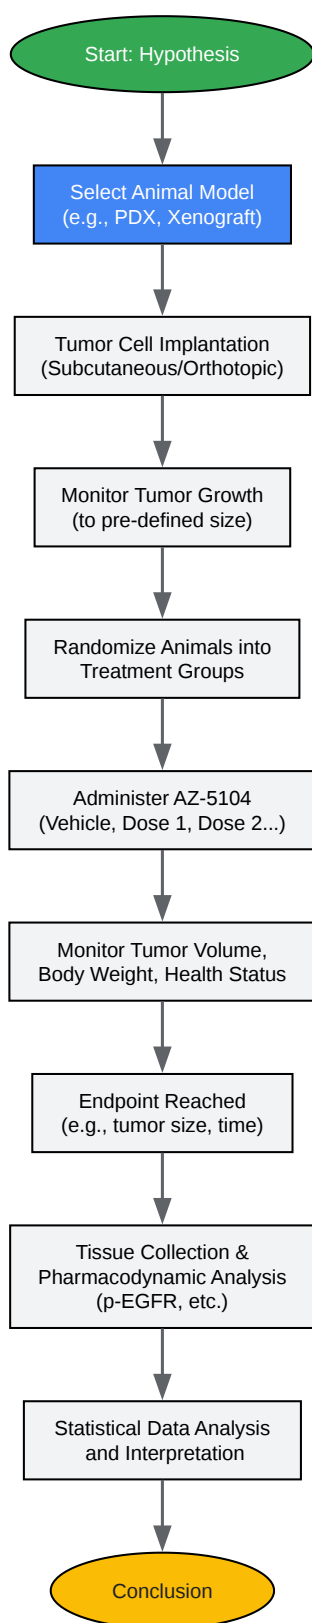 Start: Hypothesis
Select Animal Model
(e.g., PDX, Xenograft)
Tumor Cell Implantation
(Subcutaneous/Orthotopic)
Monitor Tumor Growth
(to pre-defined size)
Randomize Animals into
Treatment Groups
Administer AZ-5104
(Vehicle, Dose 1, Dose 2...)
Monitor Tumor Volume,
Body Weight, Health Status
Endpoint Reached
(e.g., tumor size, time)
Tissue Collection &
Pharmacodynamic Analysis
(p-EGFR, etc.)
Statistical Data Analysis
and Interpretation
Conclusion